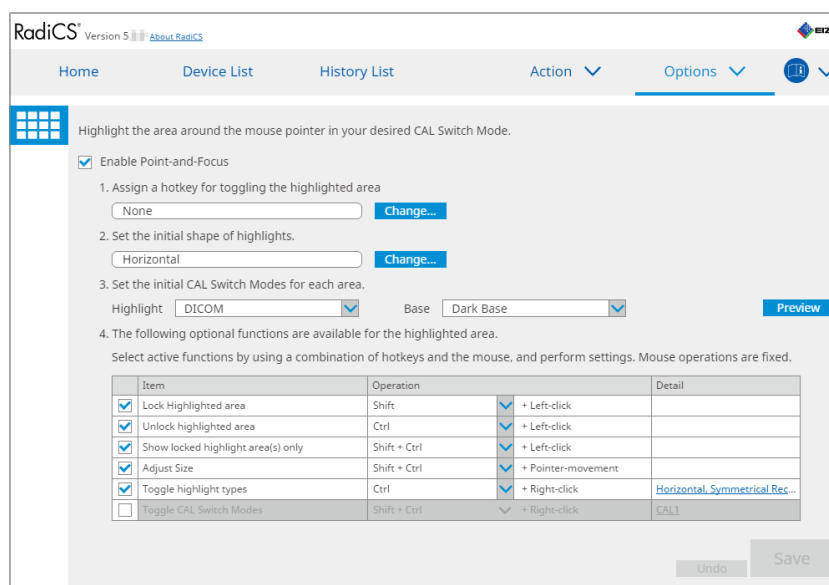 RadiCS® Version 5. About RadiCS
Home Device List History List Action Options
Highlight the area around the mouse pointer in your desired CAL Switch Mode.
Enable Point-and-Focus
1. Assign a hotkey for toggling the highlighted area
None Change...
2. Set the initial shape of highlights.
Horizontal Change...
3. Set the initial CAL Switch Modes for each area.
Highlight DICOM Base Dark Base Preview
4. The following optional functions are available for the highlighted area.
Select active functions by using a combination of hotkeys and the mouse, and perform settings. Mouse operations are fixed.
Item Operation Detail
Lock Highlighted area Shift + Left-click
Unlock highlighted area Ctrl + Left-click
Show locked highlight area(s) only Shift + Ctrl + Left-click
Adjust Size Shift + Ctrl + Pointer-movement
Toggle highlight types Ctrl + Right-click Horizontal, Symmetrical Rec...
Toggle CAL Switch Modes Shift + Ctrl + Right-click CAL1
Undo Save